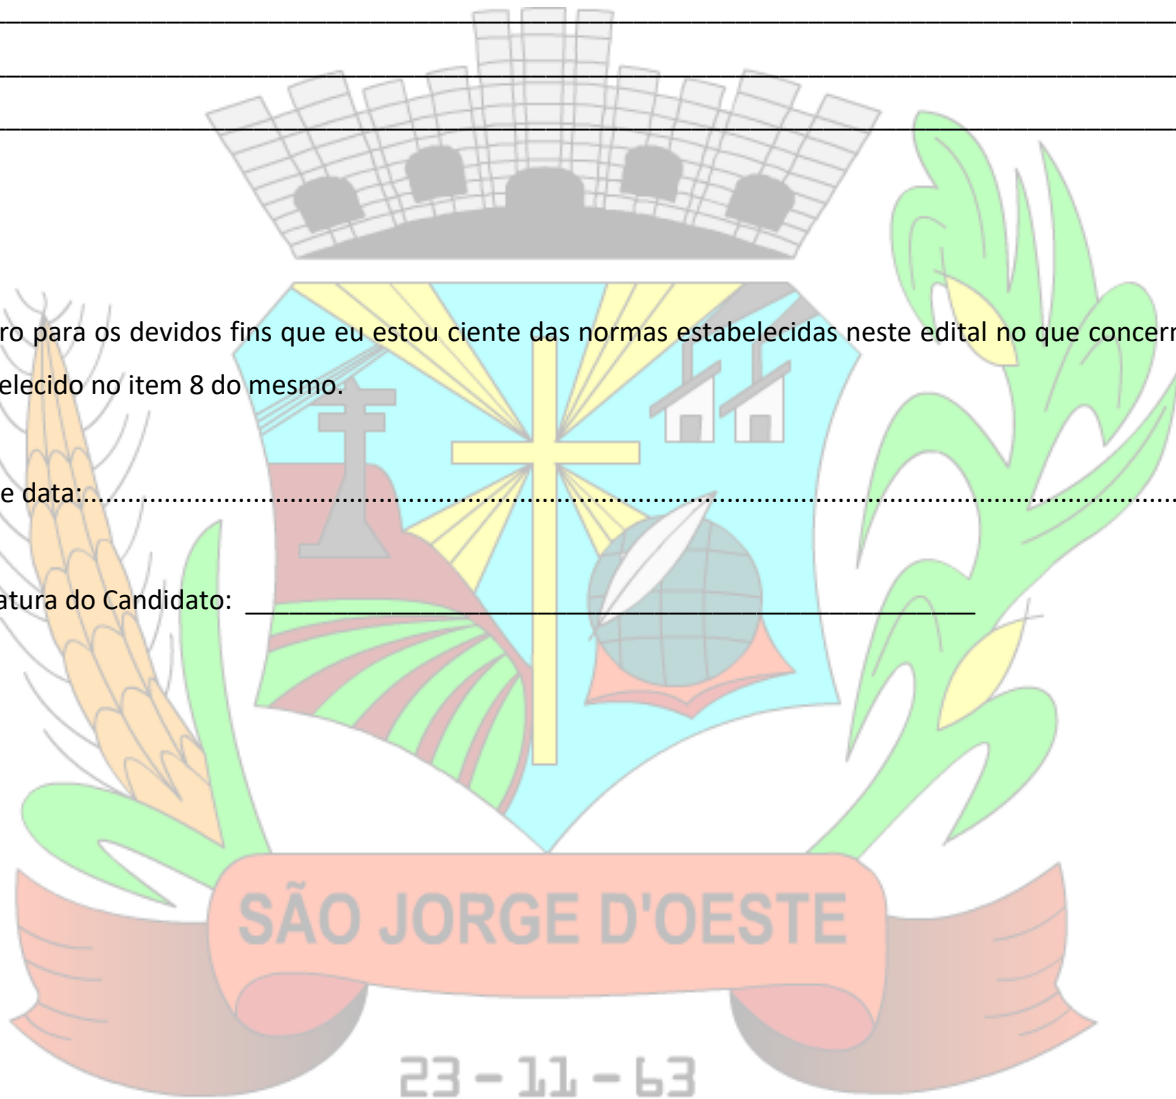 ro para os devidos fins que eu estou ciente das normas estabelecidas neste edital no que concern
elecido no item 8 do mesmo.
e data:..........................................................................................................................................................
atura do Candidato: ____________________________________________________
SÃO JORGE D'OESTE
23 - 11 - 63